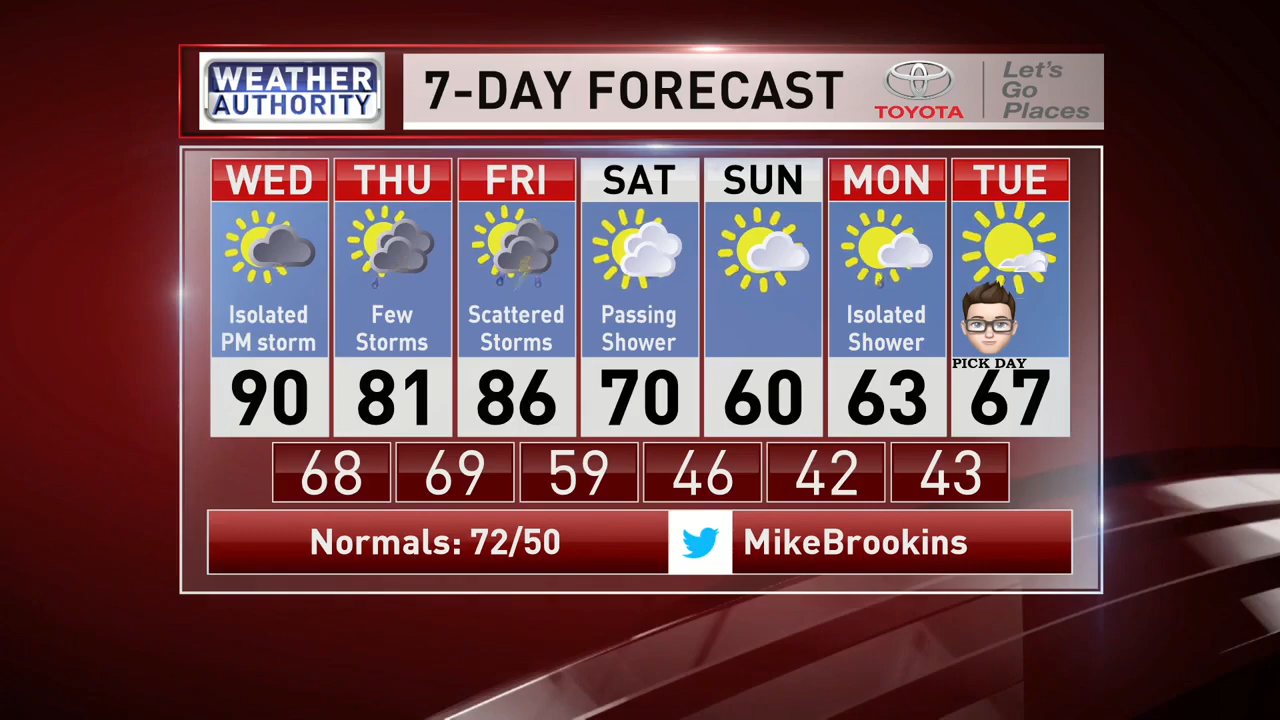 WEATHER
AUTHORITY
7-DAY FORECAST
TOYOTA
Let's
Go
Places
WED THU FRI SAT SUN MON TUE
Isolated
PM storm
Few
Storms
Scattered
Storms
Passing
Shower
Isolated
Shower
PICK DAY
90 81 86 70 60 63 67
68 69 59 46 42 43
Normals: 72/50
MikeBrookins